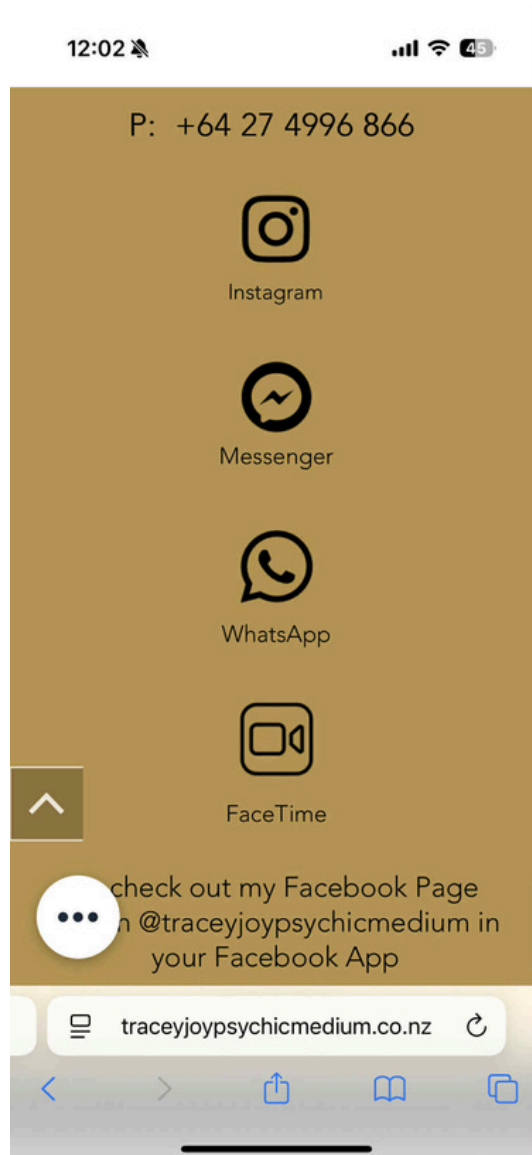 12:02
45
P: +64 27 4996 866
Instagram
Messenger
WhatsApp
FaceTime
check out my Facebook Page
@traceyjoypsychicmedium in
your Facebook App
traceyjoypsychicmedium.co.nz